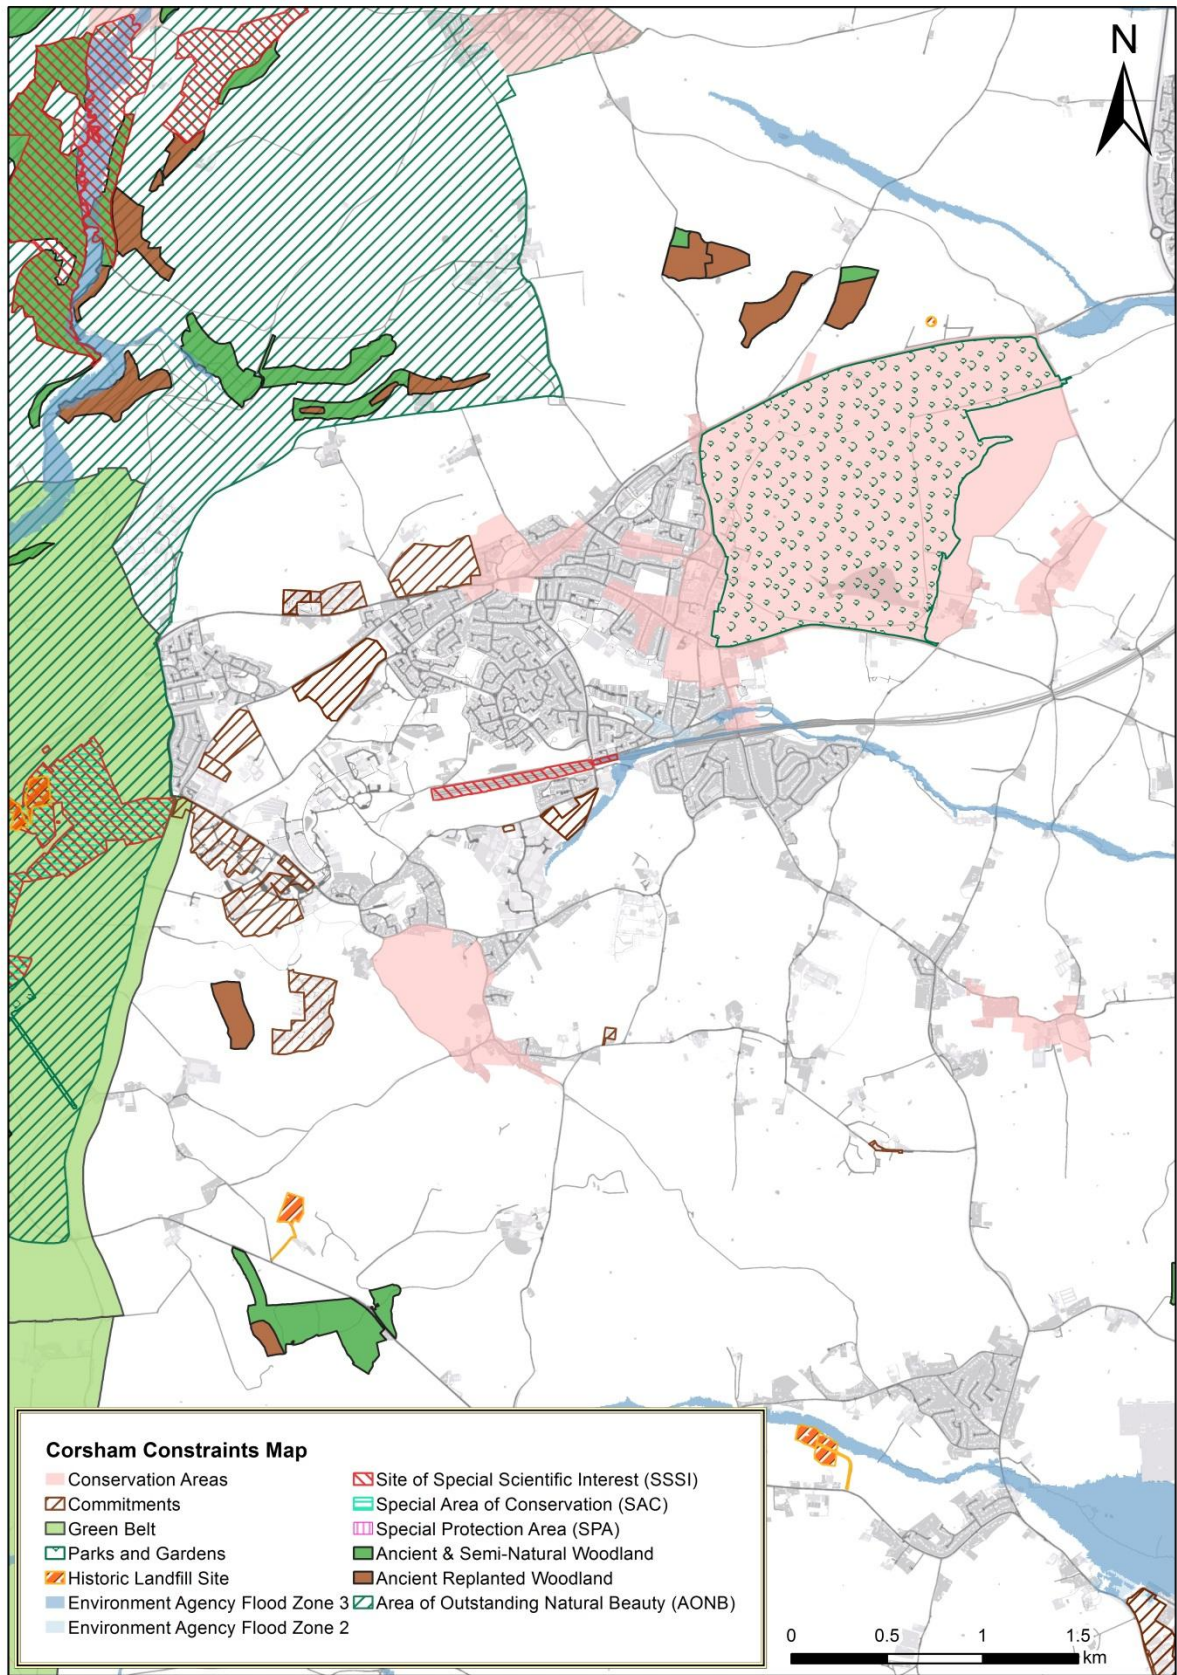 N
Corsham Constraints Map
Conservation Areas
Commitments
Green Belt
Parks and Gardens
Historic Landfill Site
Environment Agency Flood Zone 3
Environment Agency Flood Zone 2
Site of Special Scientific Interest (SSSI)
Special Area of Conservation (SAC)
Special Protection Area (SPA)
Ancient & Semi-Natural Woodland
Ancient Replanted Woodland
Area of Outstanding Natural Beauty (AONB)
0 0.5 1 1.5
km